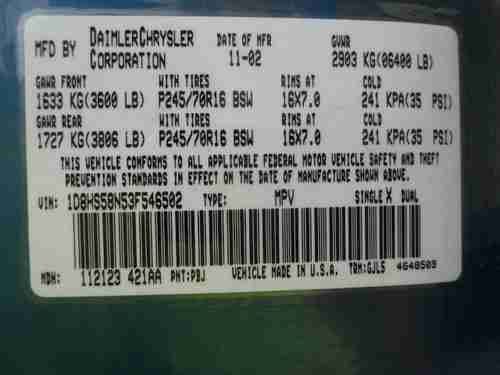 MFD BY DAIMLERCHRYSLER CORPORATION DATE OF MFR 11-02 GVWR 2903 KG(06400 LB)
GAWR FRONT WITH TIRES RIMS AT COLD
1633 KG(3600 LB) P245/70R16 BSW 16X7.0 241 KPA(35 PSI)
GAWR REAR WITH TIRES RIMS AT COLD
1727 KG(3806 LB) P245/70R16 BSW 16X7.0 241 KPA(35 PSI)
THIS VEHICLE CONFORMS TO ALL APPLICABLE FEDERAL MOTOR VEHICLE SAFETY AND THEFT
PREVENTION STANDARDS IN EFFECT ON THE DATE OF MANUFACTURE SHOWN ABOVE.
VIN: 1D8HS58N53F546502 TYPE: MPV SINGLE X DUAL
MDH: 112123 421AA PNT:PBJ VEHICLE MADE IN U.S.A. TRM:GJL5 4648509